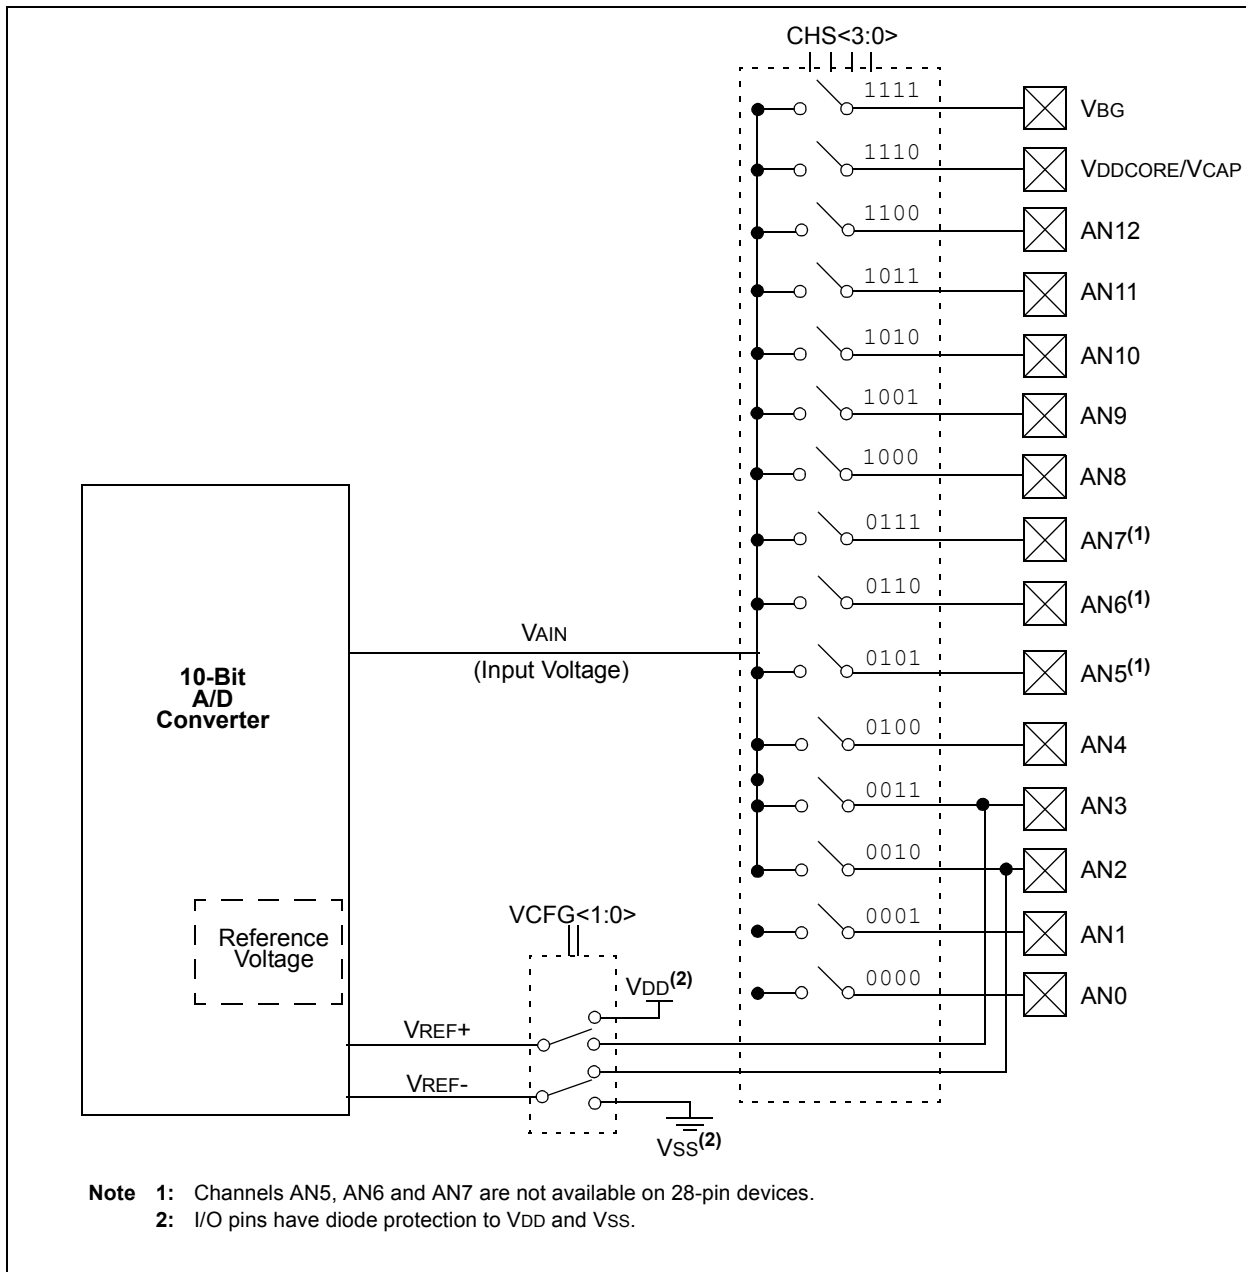 CHS<3:0>
1111 VBG
1110 VDDCORE/VCAP
1100 AN12
1011 AN11
1010 AN10
1001 AN9
1000 AN8
0111 AN7(1)
0110 AN6(1)
VAIN
(Input Voltage)
0101 AN5(1)
10-Bit
A/D
Converter
0100 AN4
0011 AN3
0010 AN2
VCFG<1:0>
0001 AN1
Reference
Voltage
VDD(2)
0000 AN0
VREF+
VREF-
VSS(2)
Note 1: Channels AN5, AN6 and AN7 are not available on 28-pin devices.
2: I/O pins have diode protection to VDD and VSS.